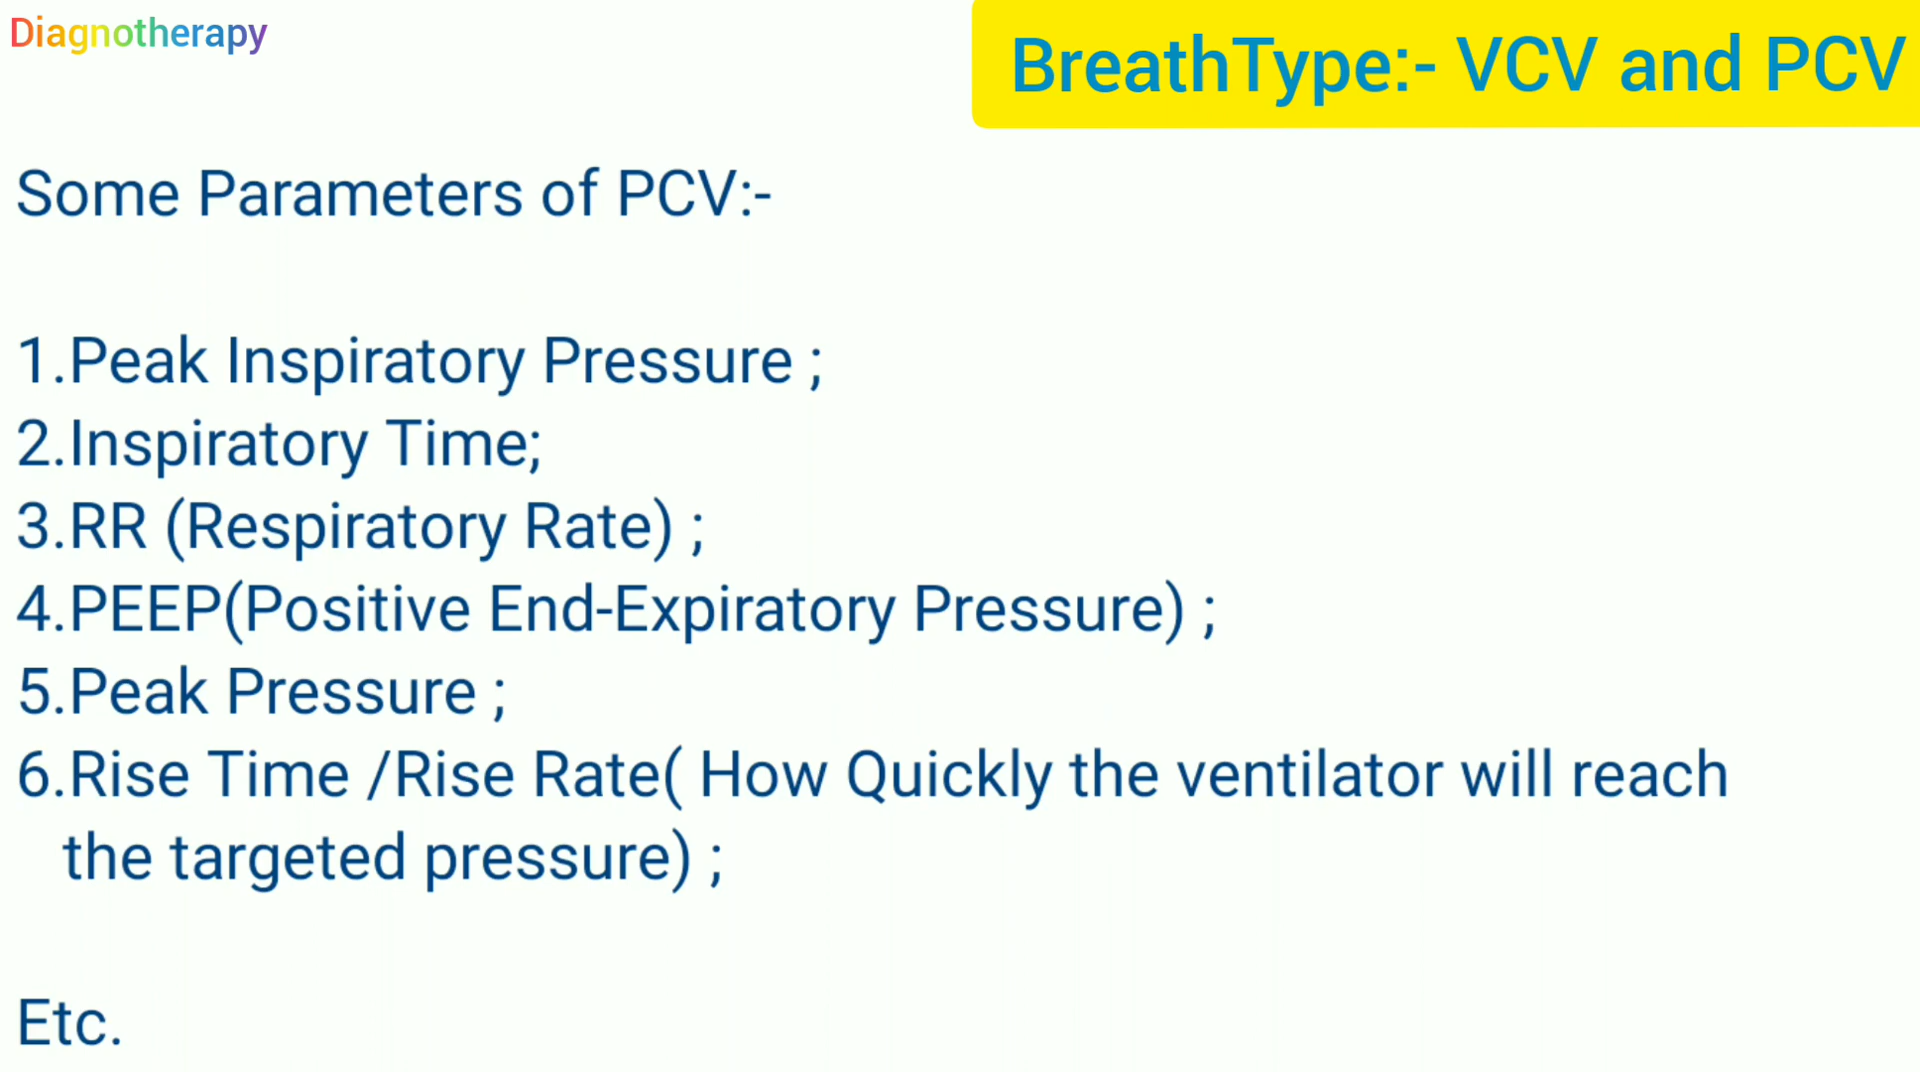 Diagnotherapy
BreathType:- VCV and PCV
Some Parameters of PCV:-
1.Peak Inspiratory Pressure ;
2.Inspiratory Time;
3.RR (Respiratory Rate) ;
4.PEEP(Positive End-Expiratory Pressure) ;
5.Peak Pressure ;
6.Rise Time /Rise Rate( How Quickly the ventilator will reach
the targeted pressure) ;
Etc.